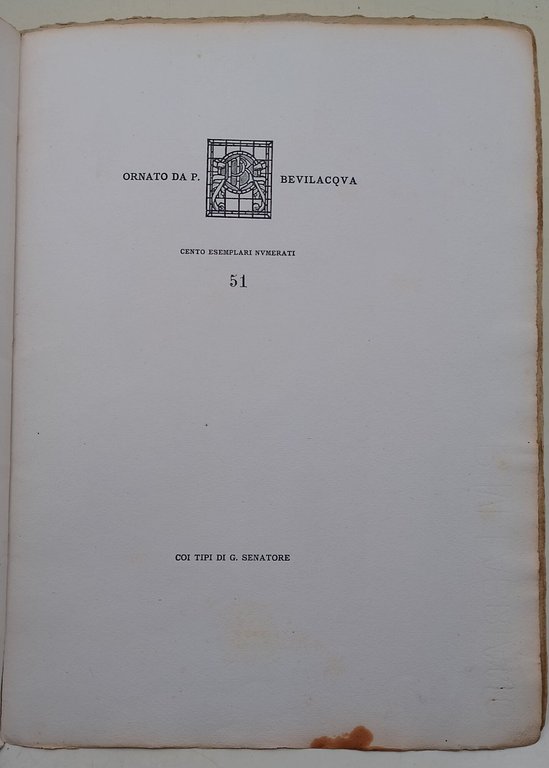 ORNATO DA P. BEVILACQVA
CENTO ESEMPLARI NVMERATI
51
COI TIPI DI G. SENATORE